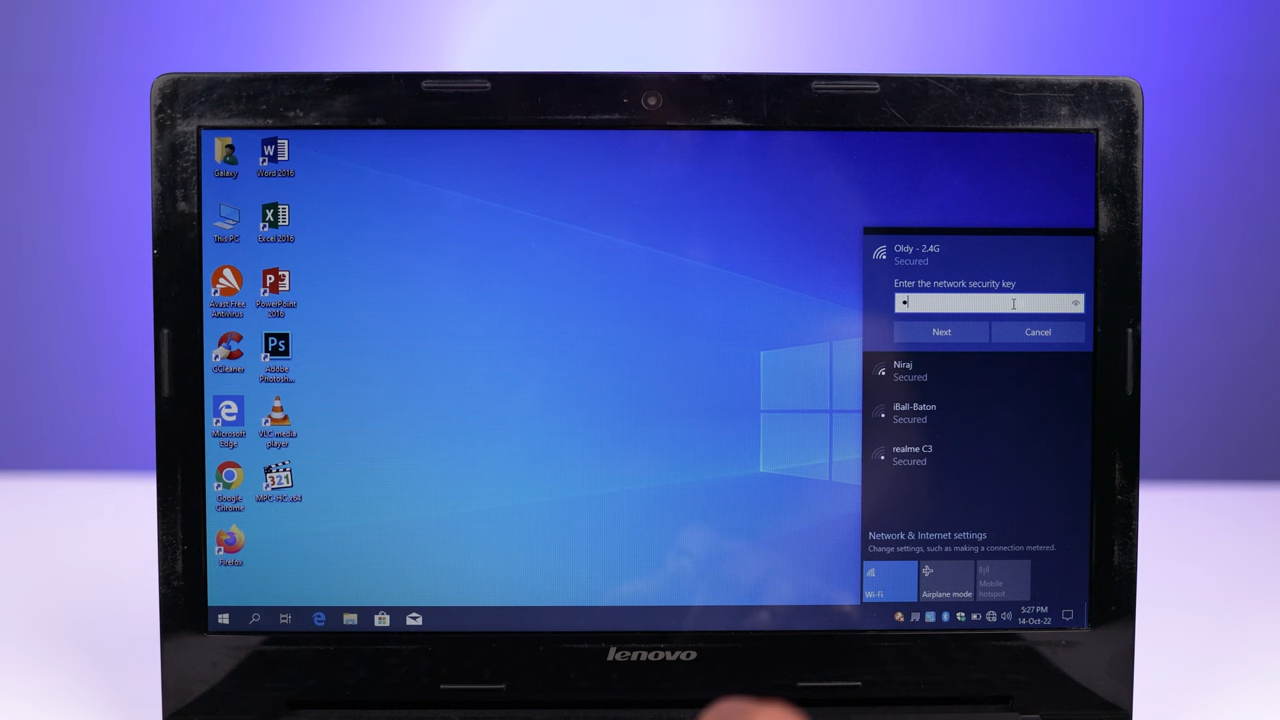 Galaxy
Word 2016
This PC
Excel 2016
Avast Free
Antivirus
PowerPoint
2016
CCleaner
Ps
Adobe
Photosh...
Microsoft
Edge
VLC media
player
Google
Chrome
321
MPC-HC x64
Firefox
Oldy - 2.4G
Secured
Enter the network security key
Next
Cancel
Niraj
Secured
iBall-Baton
Secured
realme C3
Secured
Network & Internet settings
Change settings, such as making a connection metered.
Wi-Fi
Airplane mode
Mobile
hotspot
5:27 PM
14-Oct-22
lenovo